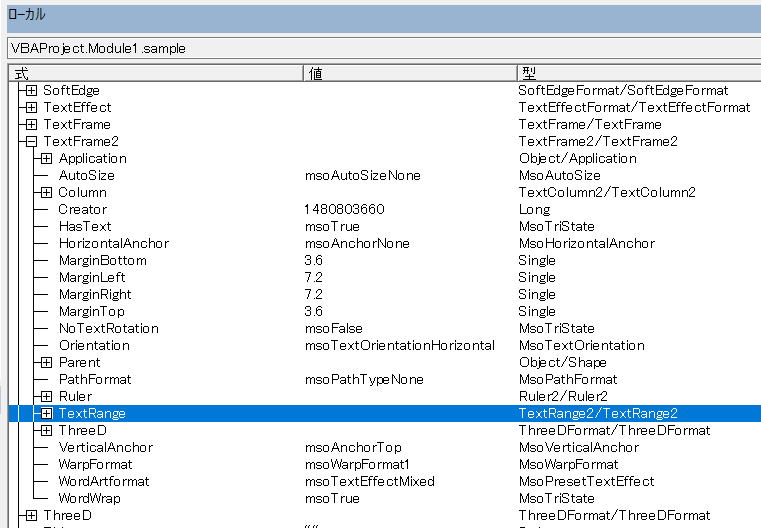 ローカル
VBAProject.Module1.sample
式 値 型
SoftEdge SoftEdgeFormat/SoftEdgeFormat
TextEffect TextEffectFormat/TextEffectFormat
TextFrame TextFrame/TextFrame
TextFrame2 TextFrame2/TextFrame2
Application Object/Application
AutoSize msoAutoSizeNone MsoAutoSize
Column TextColumn2/TextColumn2
Creator 1480803660 Long
HasText msoTrue MsoTriState
HorizontalAnchor msoAnchorNone MsoHorizontalAnchor
MarginBottom 3.6 Single
MarginLeft 7.2 Single
MarginRight 7.2 Single
MarginTop 3.6 Single
NoTextRotation msoFalse MsoTriState
Orientation msoTextOrientationHorizontal MsoTextOrientation
Parent Object/Shape
PathFormat msoPathTypeNone MsoPathFormat
Ruler Ruler2/Ruler2
TextRange TextRange2/TextRange2
ThreeD ThreeDFormat/ThreeDFormat
VerticalAnchor msoAnchorTop MsoVerticalAnchor
WarpFormat msoWarpFormat1 MsoWarpFormat
WordArtformat msoTextEffectMixed MsoPresetTextEffect
WordWrap msoTrue MsoTriState
ThreeD ThreeDFormat/ThreeDFormat